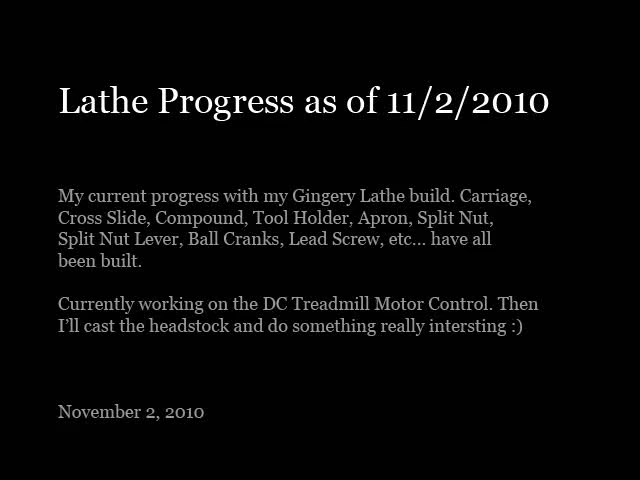 Lathe Progress as of 11/2/2010
My current progress with my Gingery Lathe build. Carriage,
Cross Slide, Compound, Tool Holder, Apron, Split Nut,
Split Nut Lever, Ball Cranks, Lead Screw, etc... have all
been built.
Currently working on the DC Treadmill Motor Control. Then
I'll cast the headstock and do something really intersting :)
November 2, 2010